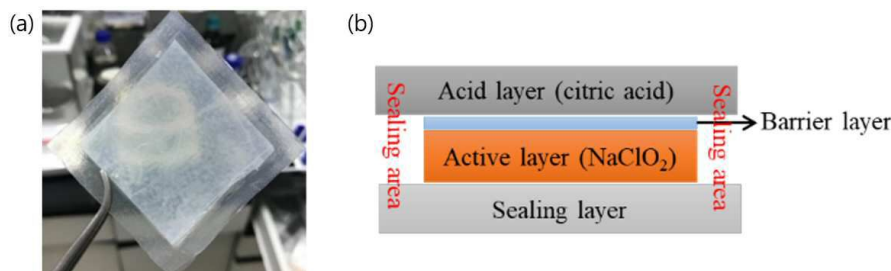 (a)
(b)
Acid layer (citric acid)
Sealing area
Sealing area
Barrier layer
Active layer (NaClO₂)
Sealing layer